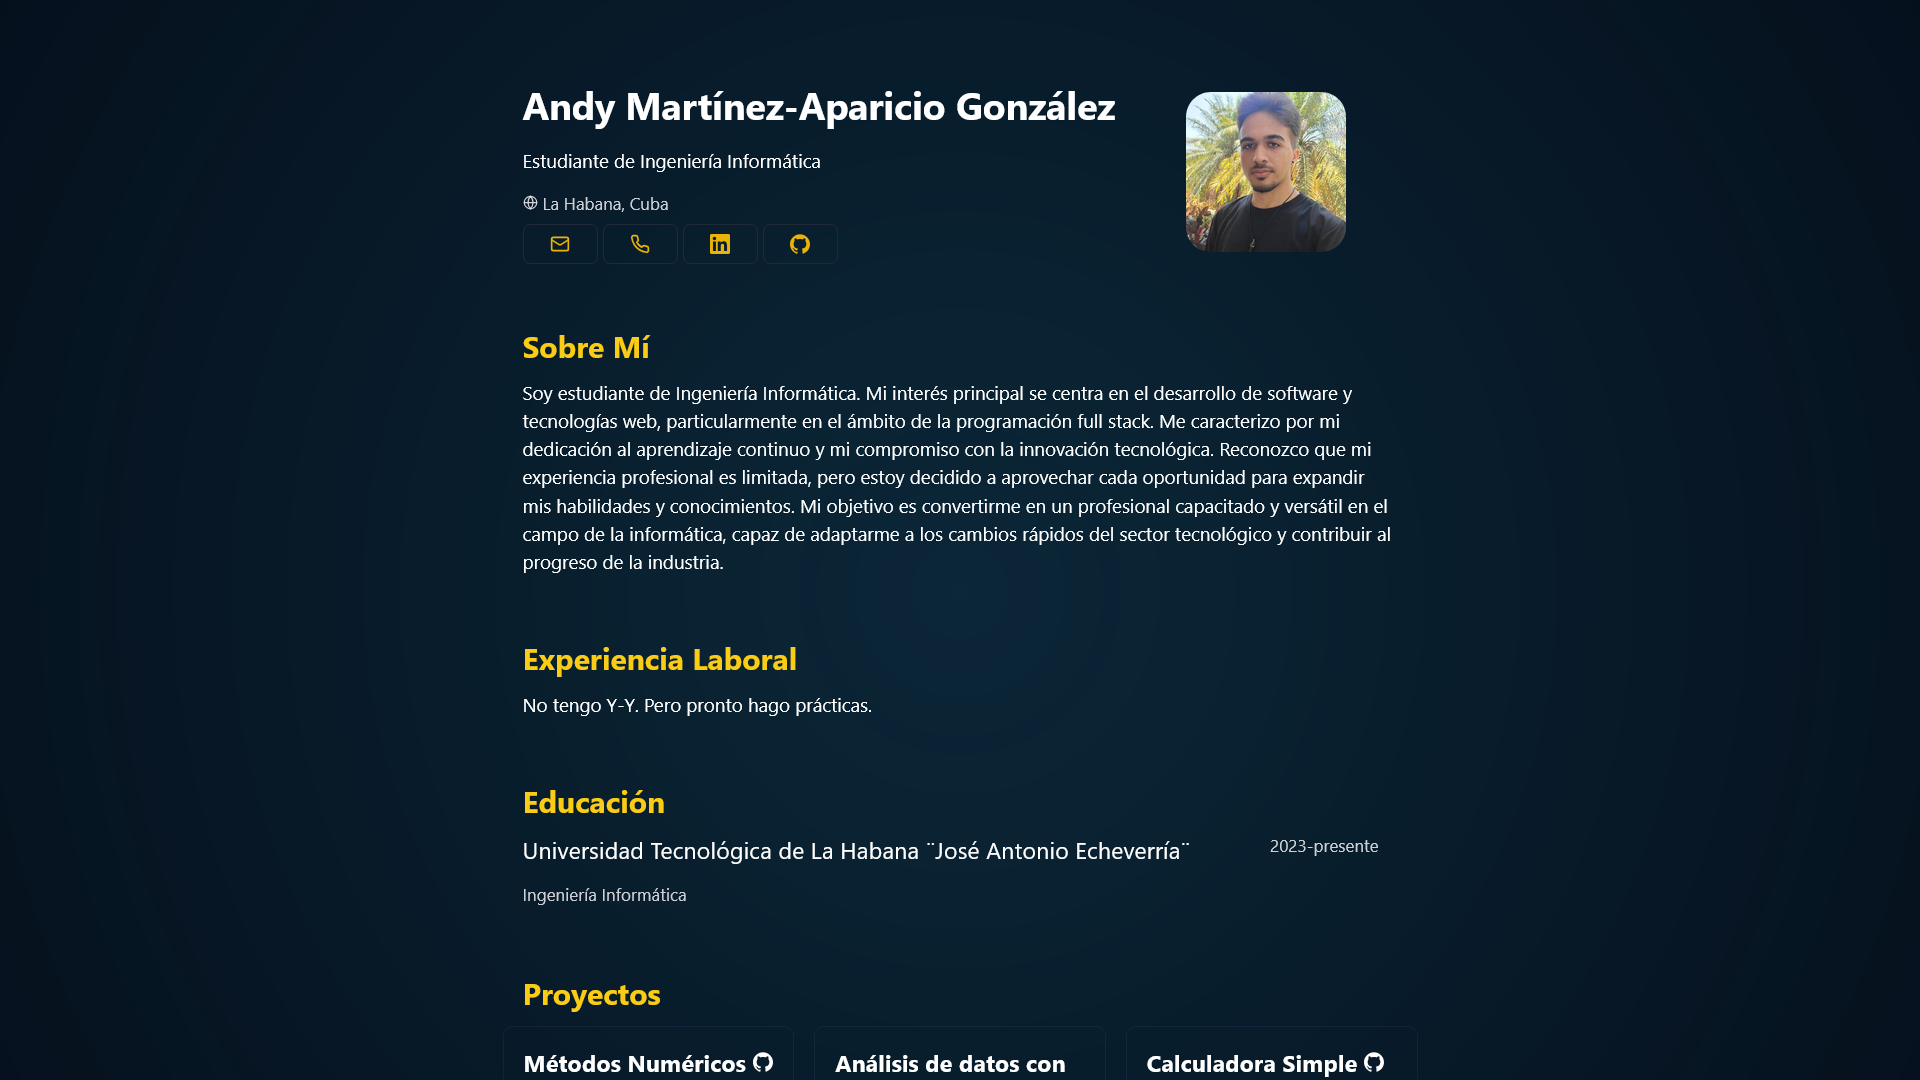 Andy Martínez-Aparicio González
Estudiante de Ingeniería Informática
La Habana, Cuba
Sobre Mí
Soy estudiante de Ingeniería Informática. Mi interés principal se centra en el desarrollo de software y
tecnologías web, particularmente en el ámbito de la programación full stack. Me caracterizo por mi
dedicación al aprendizaje continuo y mi compromiso con la innovación tecnológica. Reconozco que mi
experiencia profesional es limitada, pero estoy decidido a aprovechar cada oportunidad para expandir
mis habilidades y conocimientos. Mi objetivo es convertirme en un profesional capacitado y versátil en el
campo de la informática, capaz de adaptarme a los cambios rápidos del sector tecnológico y contribuir al
progreso de la industria.
Experiencia Laboral
No tengo Y-Y. Pero pronto hago prácticas.
Educación
Universidad Tecnológica de La Habana ¨José Antonio Echeverría¨
2023-presente
Ingeniería Informática
Proyectos
Métodos Numéricos
Análisis de datos con
Calculadora Simple